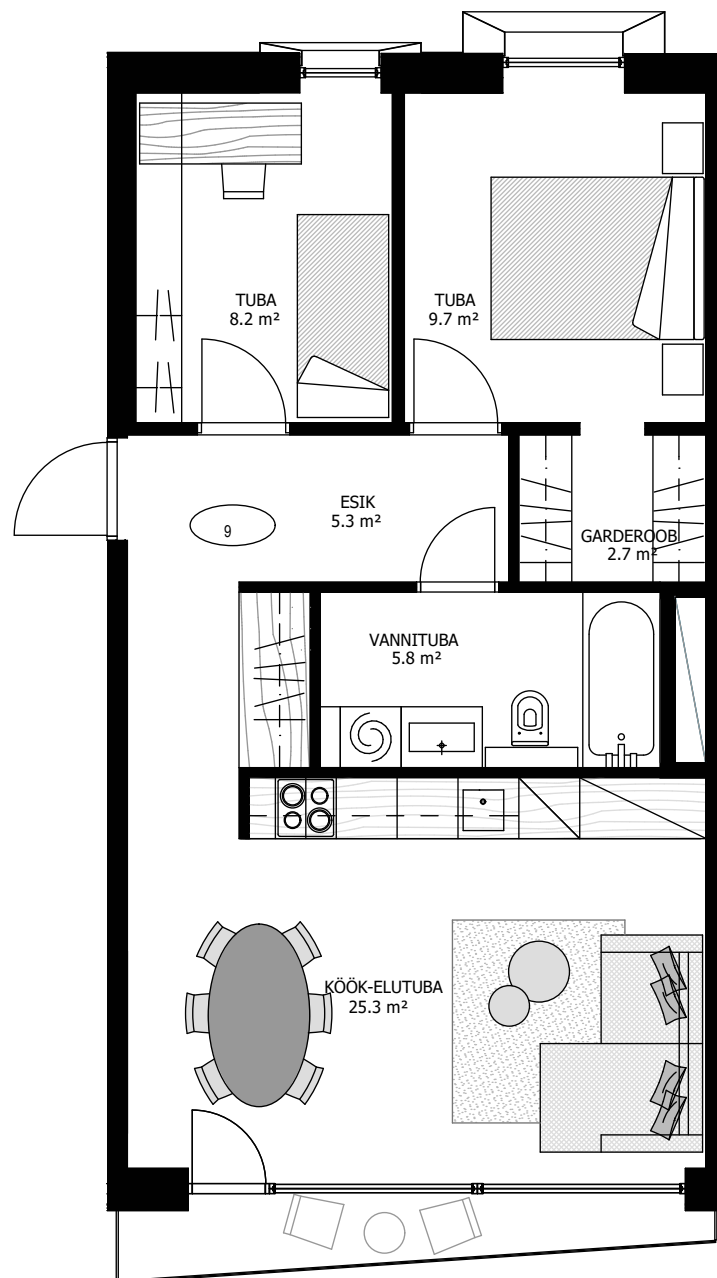 TUBA
8.2 m²
TUBA
9.7 m²
ESIK
5.3 m²
9
GARDEROOB
2.7 m²
VANNITUBA
5.8 m²
KÖÖK-ELUTUBA
25.3 m²